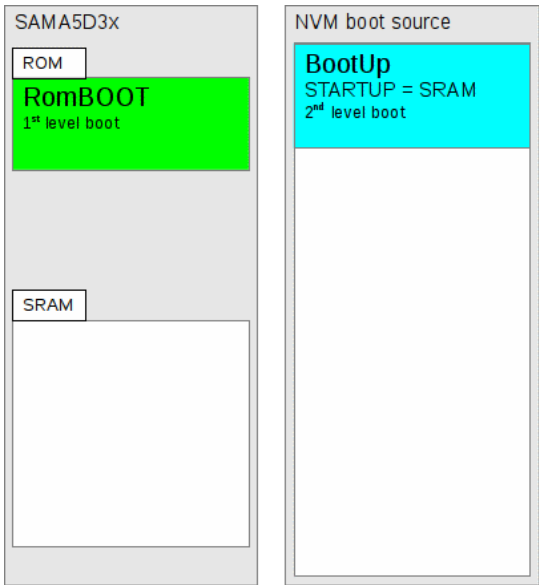 SAMA5D3x
ROM
RomBOOT
1st level boot
SRAM
NVM boot source
BootUp
STARTUP = SRAM
2nd level boot